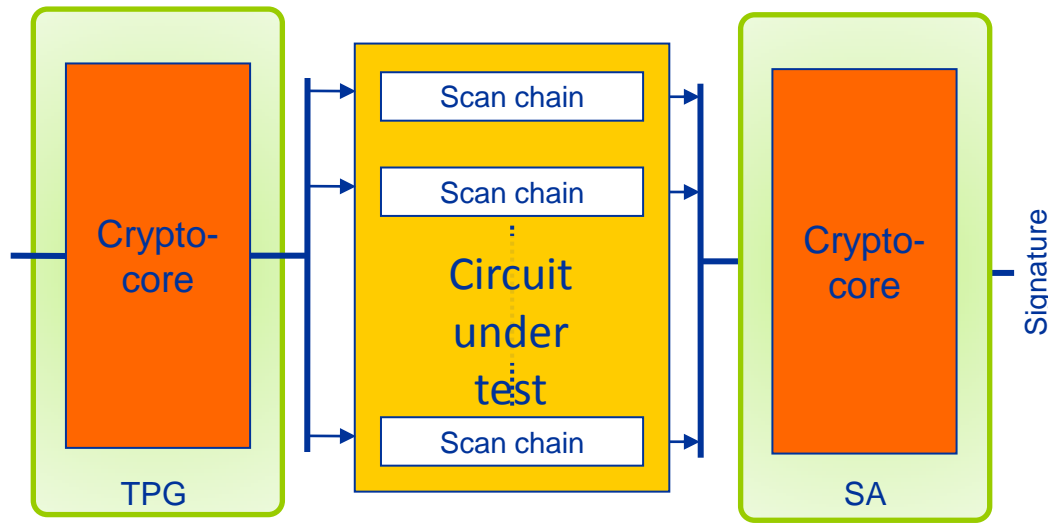 Crypto-
core
TPG
Scan chain
Scan chain
Circuit
under
test
Scan chain
Crypto-
core
SA
Signature